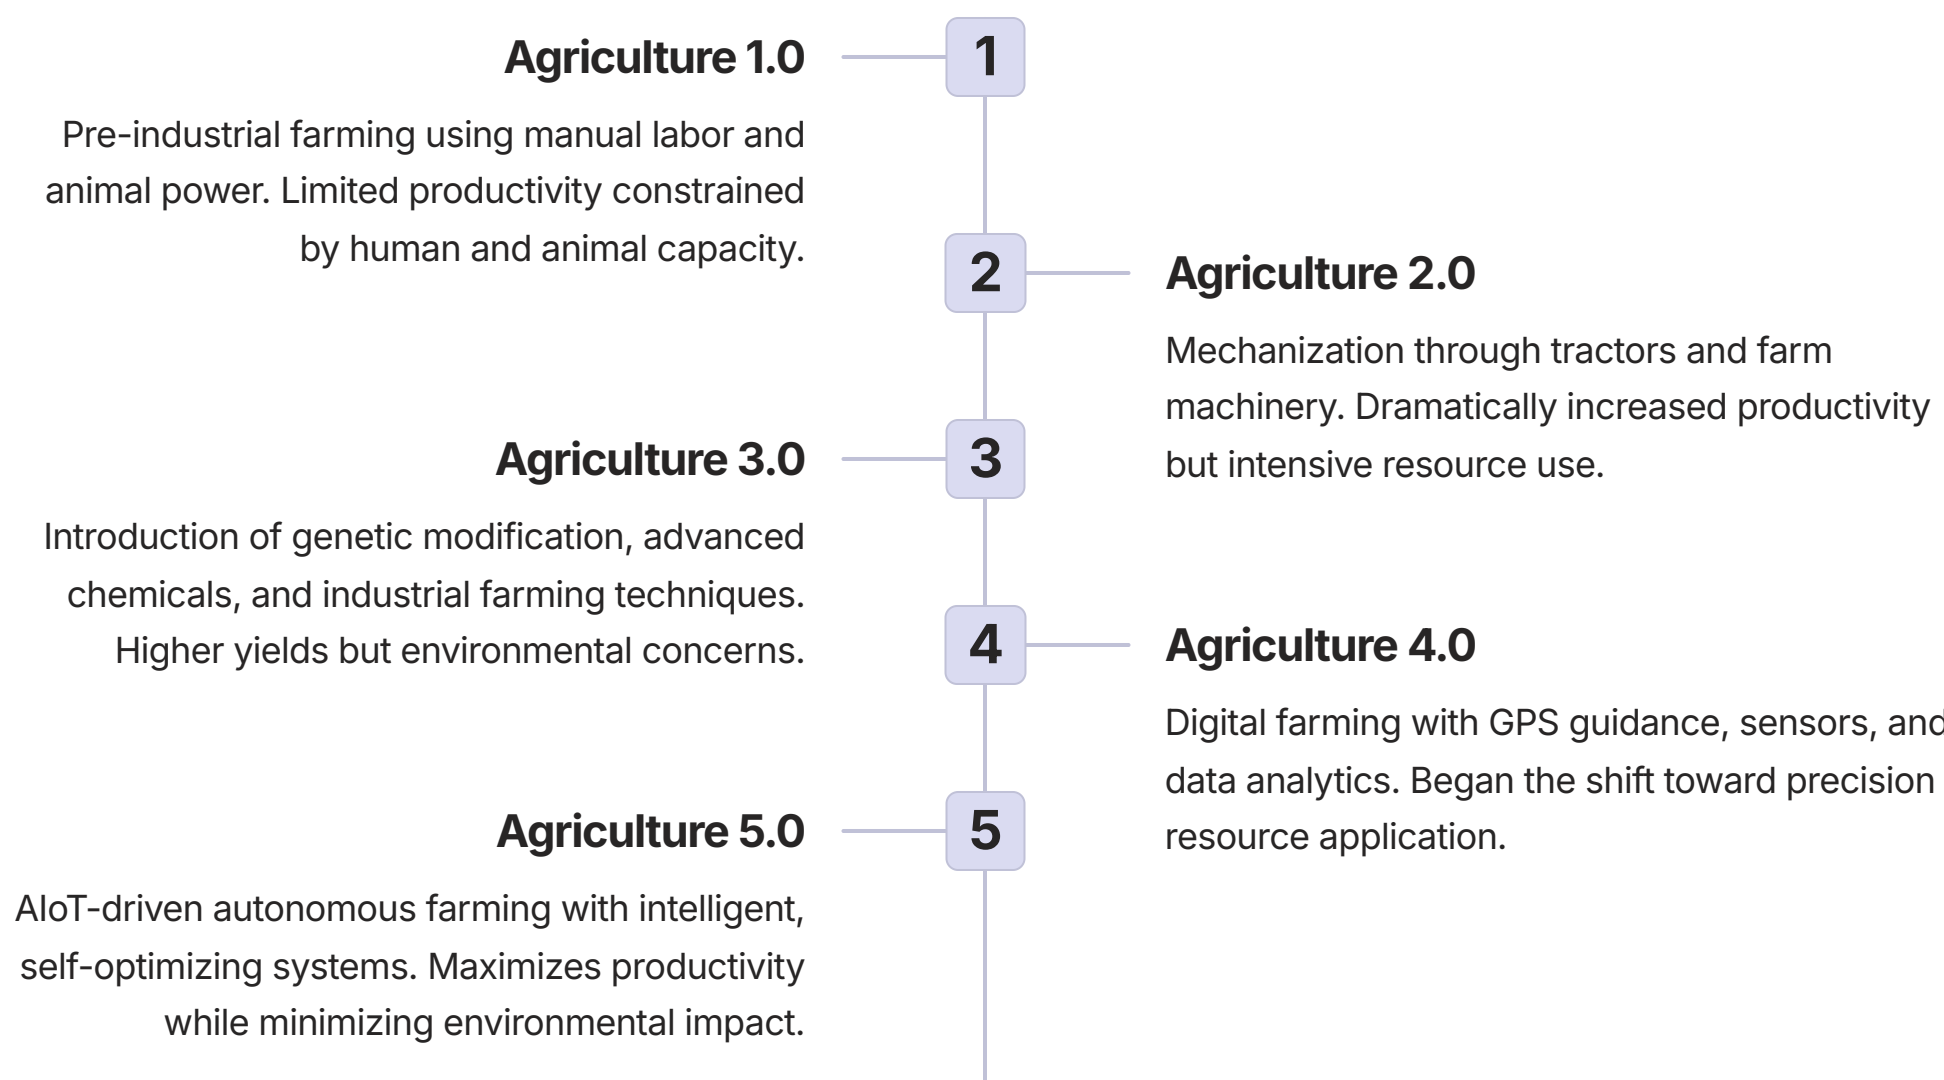 Agriculture 1.0
1
Pre-industrial farming using manual labor and
animal power. Limited productivity constrained
by human and animal capacity.
2
Agriculture 2.0
Mechanization through tractors and farm
machinery. Dramatically increased productivity
but intensive resource use.
Agriculture 3.0
3
Introduction of genetic modification, advanced
chemicals, and industrial farming techniques.
Higher yields but environmental concerns.
4
Agriculture 4.0
Digital farming with GPS guidance, sensors, and
data analytics. Began the shift toward precision
resource application.
Agriculture 5.0
5
AIoT-driven autonomous farming with intelligent,
self-optimizing systems. Maximizes productivity
while minimizing environmental impact.